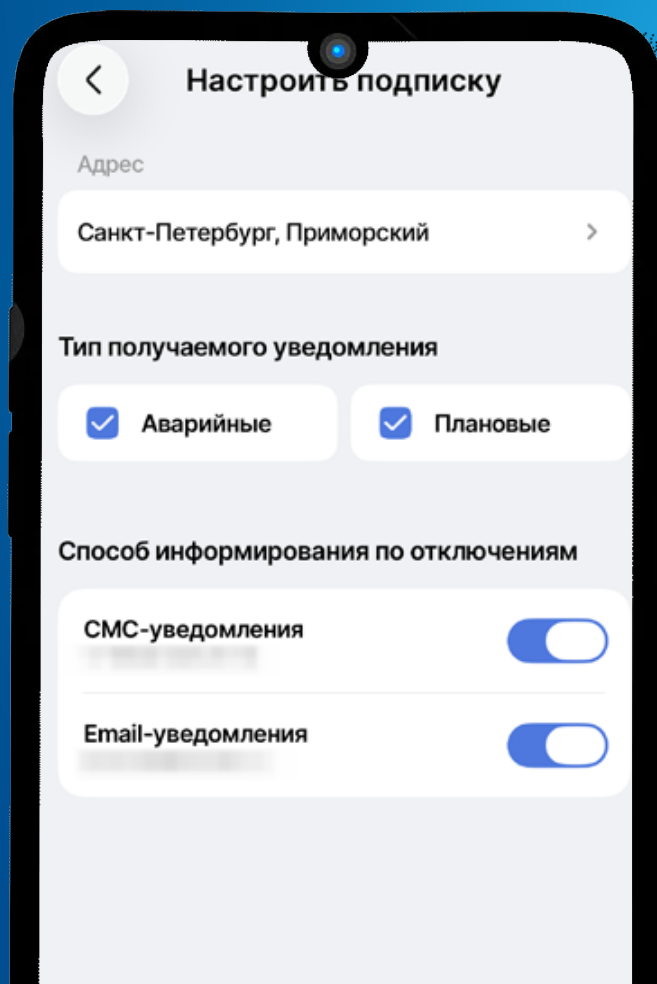 Настроить подписку
Адрес
Санкт-Петербург, Приморский
Тип получаемого уведомления
Аварийные
Плановые
Способ информирования по отключениям
СМС-уведомления
Email-уведомления